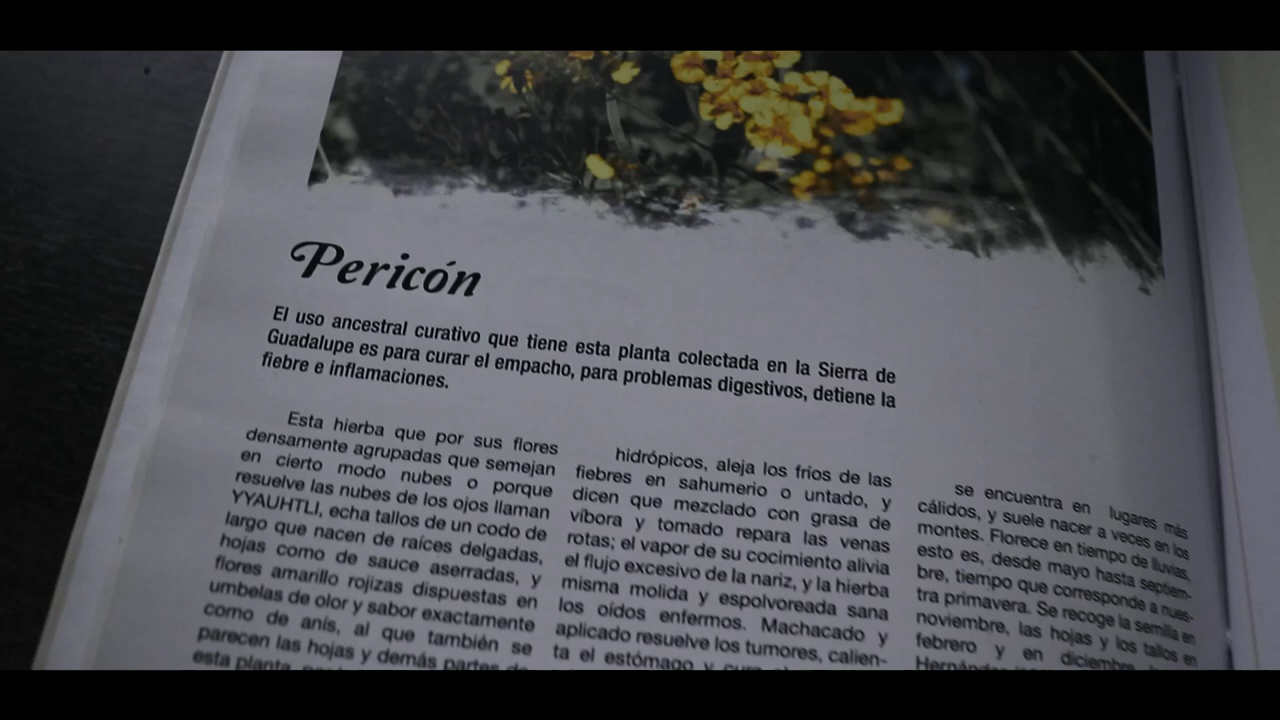 Pericón
El uso ancestral curativo que tiene esta planta colectada en la Sierra de
Guadalupe es para curar el empacho, para problemas digestivos, detiene la
fiebre e inflamaciones.
Esta hierba que por sus flores
densamente agrupadas que semejan
en cierto modo nubes o porque
resuelve las nubes de los ojos llaman
YYAUHTLI, echa tallos de un codo de
largo que nacen de raíces delgadas,
hojas como de sauce aserradas, y
flores amarillo rojizas dispuestas en
umbelas de olor y sabor exactamente
como de anís, al que también se
parecen las hojas y demás partes de
esta planta
hidrópicos, aleja los fríos de las
fiebres en sahumerio o untado, y
dicen que mezclado con grasa de
víbora y tomado repara las venas
rotas; el vapor de su cocimiento alivia
el flujo excesivo de la nariz, y la hierba
misma molida y espolvoreada sana
los oídos enfermos. Machacado y
aplicado resuelve los tumores, calien-
ta el estómago y cura
se encuentra en lugares más
cálidos, y suele nacer a veces en los
montes. Florece en tiempo de lluvias,
esto es, desde mayo hasta septiem-
bre, tiempo que corresponde a nues-
tra primavera. Se recoge la semilla en
noviembre, las hojas y los tallos en
febrero y en diciembre
Hernández